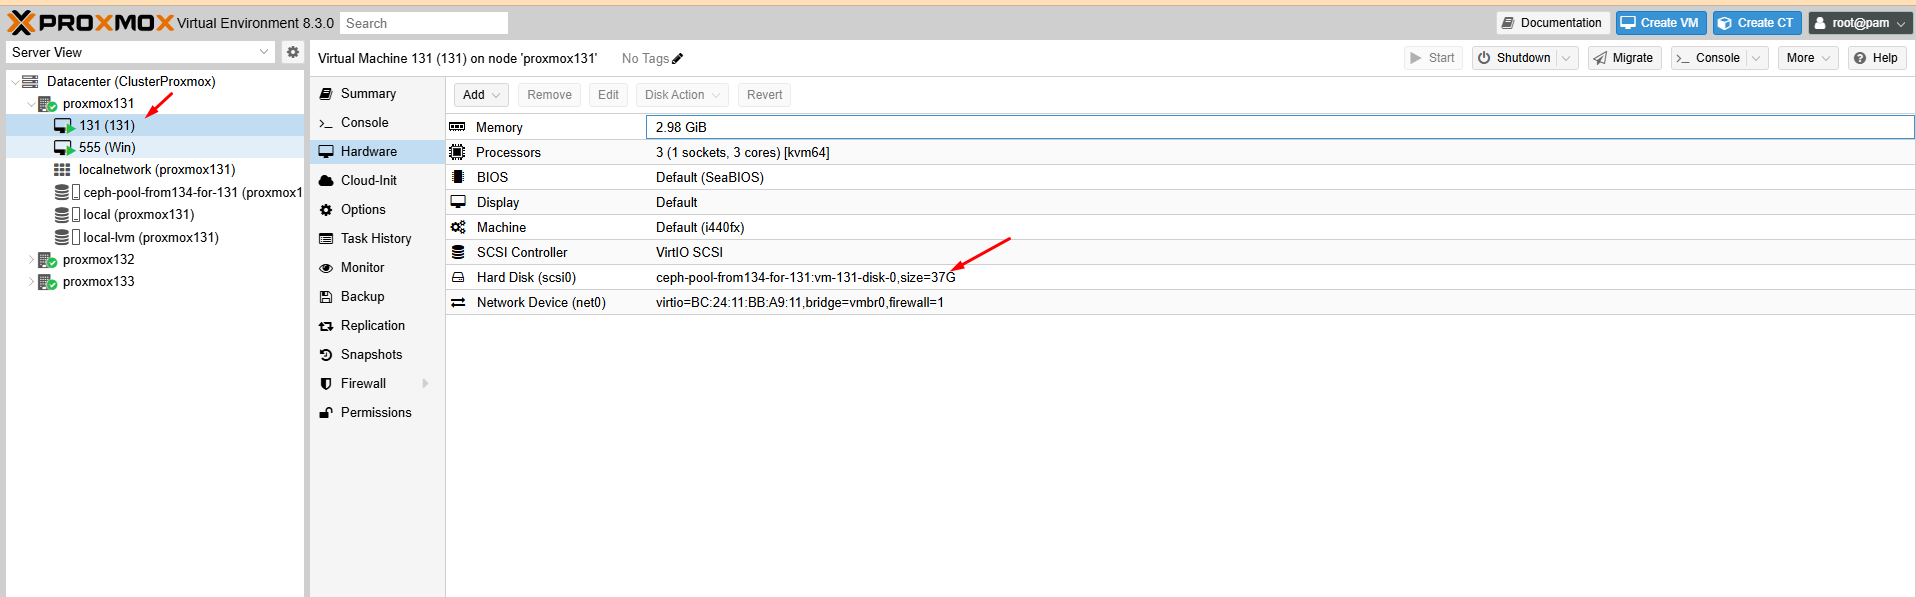 PROXMOX Virtual Environment 8.3.0 Search Documentation Create VM Create CT root@pam
Server View
Virtual Machine 131 (131) on node 'proxmox131' No Tags Start Shutdown Migrate Console More Help
Datacenter (ClusterProxmox)
proxmox131
131 (131)
555 (Win)
localnetwork (proxmox131)
ceph-pool-from134-for-131 (proxmox1
local (proxmox131)
local-lvm (proxmox131)
proxmox132
proxmox133
Summary
Console
Hardware
Cloud-Init
Options
Task History
Monitor
Backup
Replication
Snapshots
Firewall
Permissions
Add Remove Edit Disk Action Revert
Memory 2.98 GiB
Processors 3 (1 sockets, 3 cores) [kvm64]
BIOS Default (SeaBIOS)
Display Default
Machine Default (i440fx)
SCSI Controller VirtIO SCSI
Hard Disk (scsi0) ceph-pool-from134-for-131:vm-131-disk-0,size=37G
Network Device (net0) virtio=BC:24:11:BB:A9:11,bridge=vmbr0,firewall=1